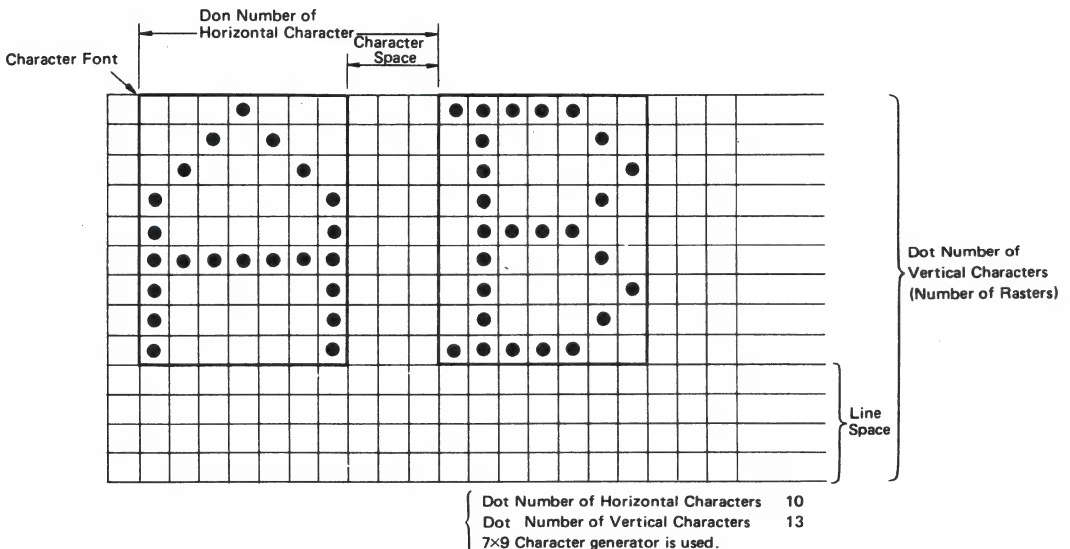 Don Number of
Horizontal Character
Character
Space
Character Font
Dot Number of
Vertical Characters
(Number of Rasters)
Line
Space
Dot Number of Horizontal Characters 10
Dot Number of Vertical Characters 13
7×9 Character generator is used.